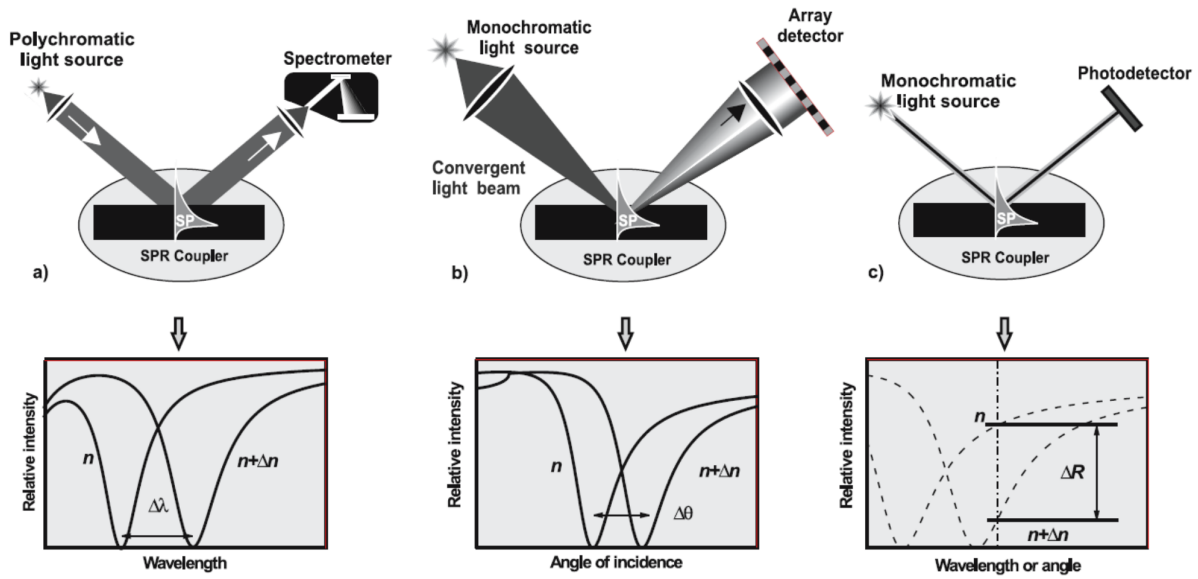 Polychromatic
light source
Spectrometer
SP
SPR Coupler
a)
Relative intensity
n
n+Δn
Δλ
Wavelength
Monochromatic
light source
Array
detector
Convergent
light beam
SP
SPR Coupler
b)
Relative intensity
n
n+Δn
Δθ
Angle of incidence
Monochromatic
light source
Photodetector
SP
SPR Coupler
c)
Relative intensity
n
ΔR
n+Δn
Wavelength or angle